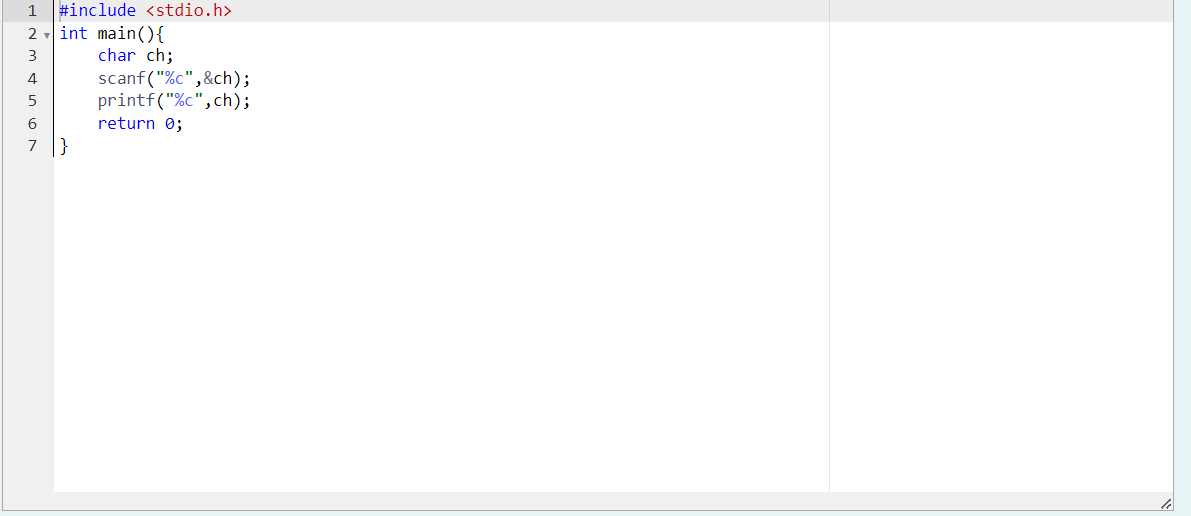 1 #include <stdio.h>
2 int main(){
3     char ch;
4     scanf("%c",&ch);
5     printf("%c",ch);
6     return 0;
7 }